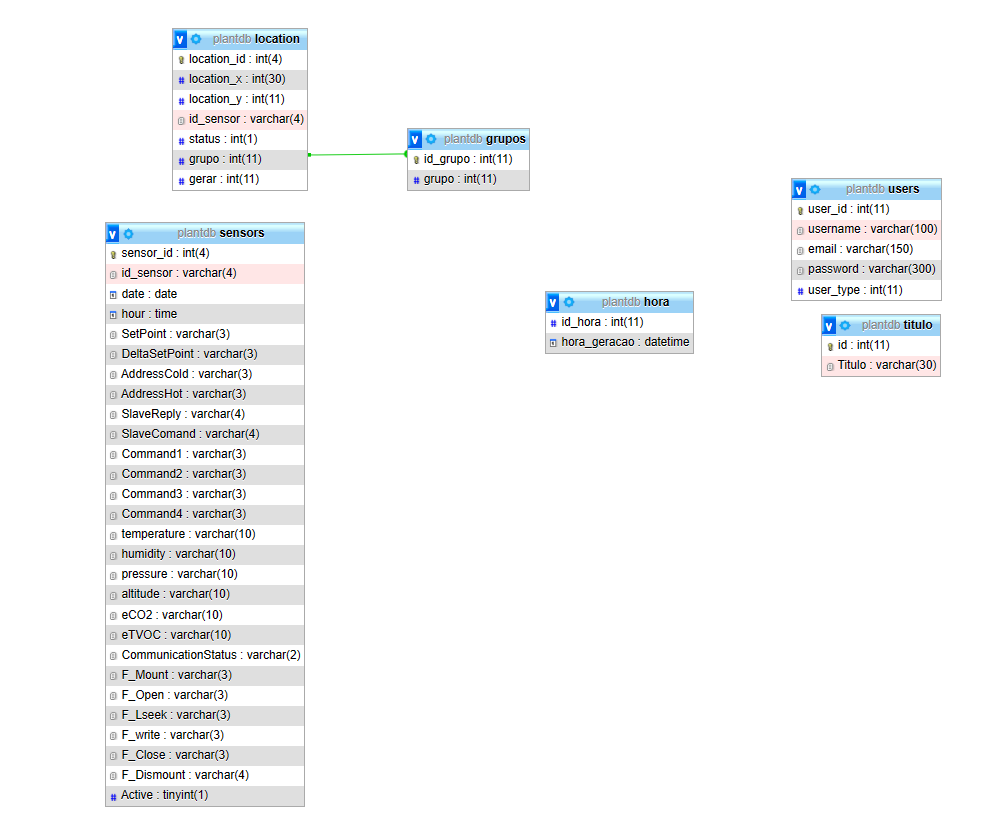 plantdb location
location_id : int(4)
location_x : int(30)
location_y : int(11)
id_sensor : varchar(4)
status : int(1)
grupo : int(11)
gerar : int(11)
plantdb grupos
id_grupo : int(11)
grupo : int(11)
plantdb users
user_id : int(11)
username : varchar(100)
email : varchar(150)
password : varchar(300)
user_type : int(11)
plantdb sensors
sensor_id : int(4)
id_sensor : varchar(4)
date : date
hour : time
SetPoint : varchar(3)
DeltaSetPoint : varchar(3)
AddressCold : varchar(3)
AddressHot : varchar(3)
SlaveReply : varchar(4)
SlaveComand : varchar(4)
Command1 : varchar(3)
Command2 : varchar(3)
Command3 : varchar(3)
Command4 : varchar(3)
temperature : varchar(10)
humidity : varchar(10)
pressure : varchar(10)
altitude : varchar(10)
eCO2 : varchar(10)
eTVOC : varchar(10)
CommunicationStatus : varchar(2)
F_Mount : varchar(3)
F_Open : varchar(3)
F_Lseek : varchar(3)
F_write : varchar(3)
F_Close : varchar(3)
F_Dismount : varchar(4)
Active : tinyint(1)
plantdb hora
id_hora : int(11)
hora_geracao : datetime
plantdb titulo
id : int(11)
Titulo : varchar(30)